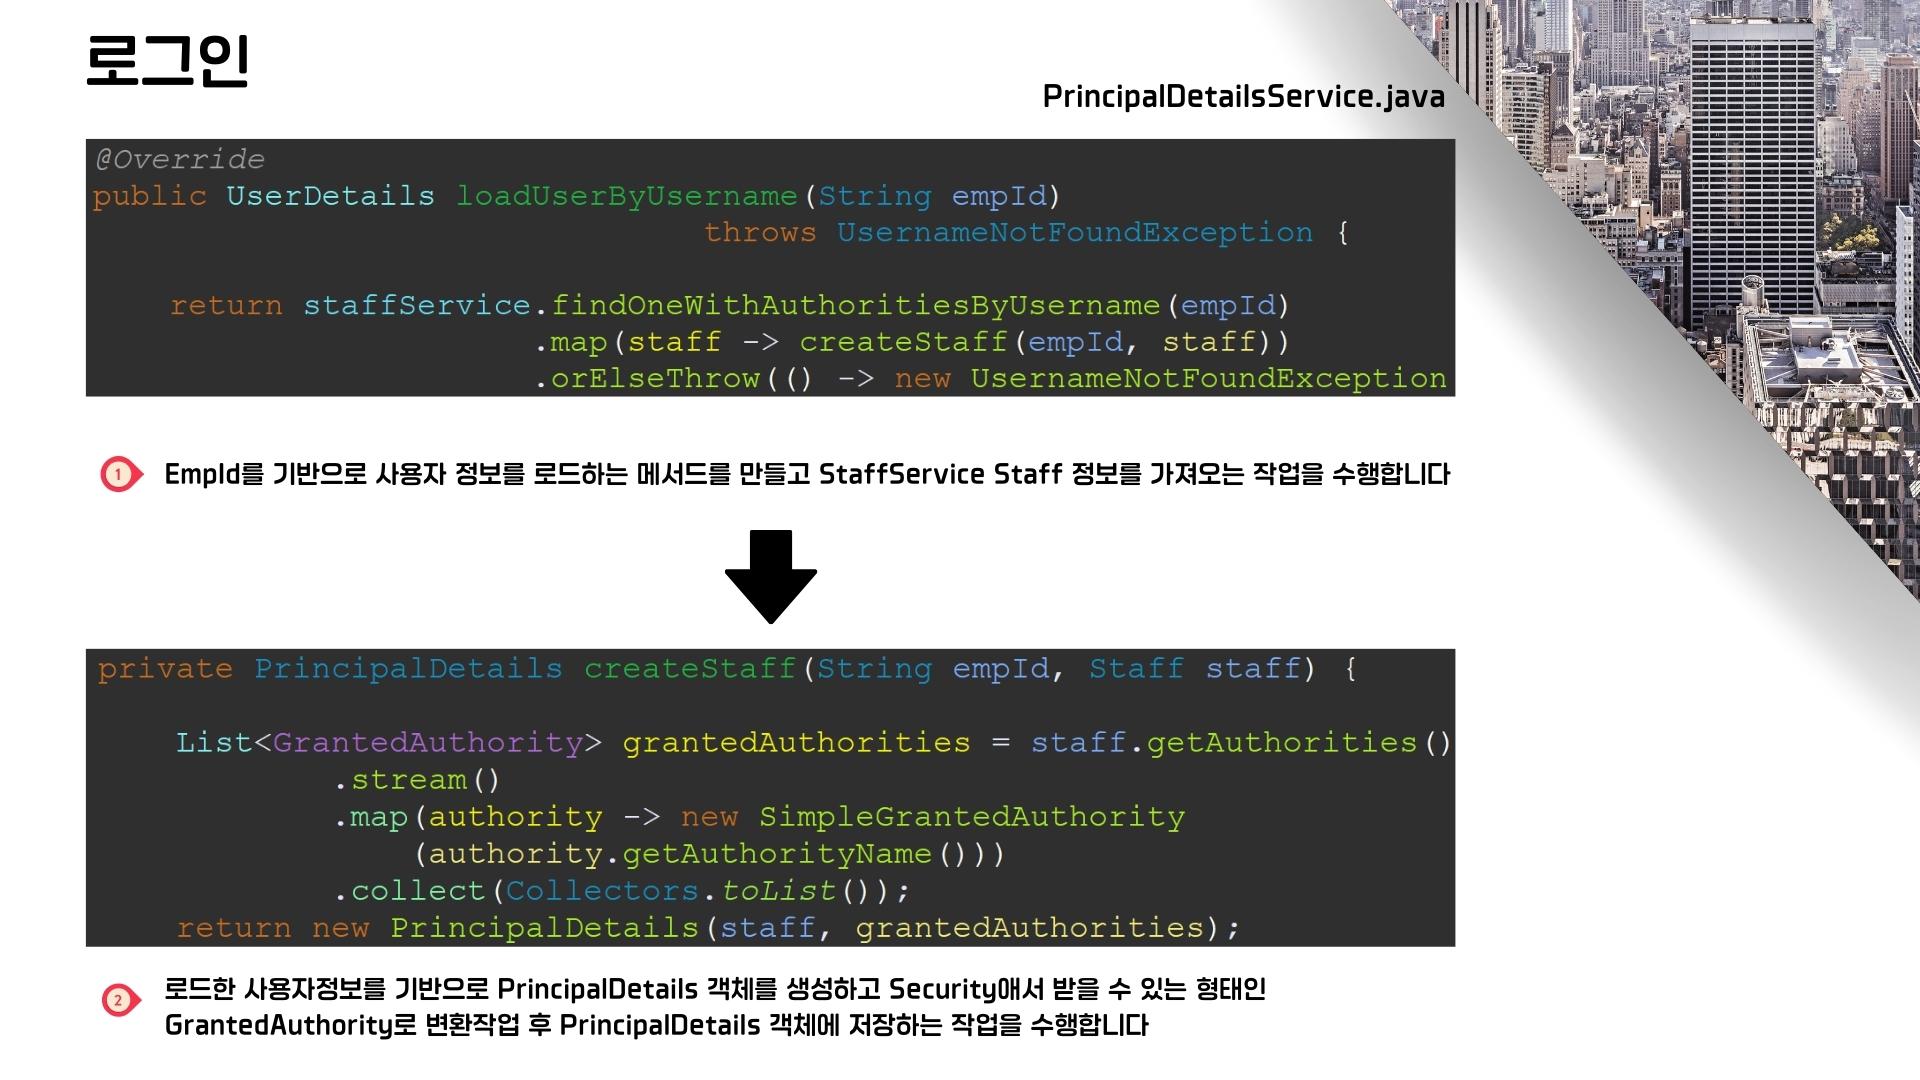 로그인
PrincipalDetailsService.java
@Override
public UserDetails loadUserByUsername(String empId)
throws UsernameNotFoundException {
return staffService.findOneWithAuthoritiesByUsername(empId)
.map(staff -> createStaff(empId, staff))
.orElseThrow(() -> new UsernameNotFoundException
1 EmpId를 기반으로 사용자 정보를 로드하는 메서드를 만들고 StaffService Staff 정보를 가져오는 작업을 수행합니다
private PrincipalDetails createStaff(String empId, Staff staff) {
List<GrantedAuthority> grantedAuthorities = staff.getAuthorities()
.stream()
.map(authority -> new SimpleGrantedAuthority
(authority.getAuthorityName()))
.collect(Collectors.toList());
return new PrincipalDetails(staff, grantedAuthorities);
2 로드한 사용자정보를 기반으로 PrincipalDetails 객체를 생성하고 Security애서 받을 수 있는 형태인
GrantedAuthority로 변환작업 후 PrincipalDetails 객체에 저장하는 작업을 수행합니다